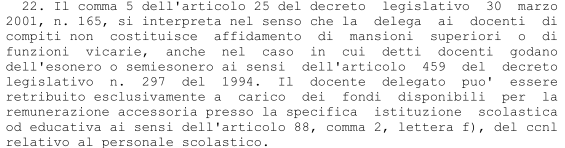 22. Il comma 5 dell'articolo 25 del decreto legislativo 30 marzo
2001, n. 165, si interpreta nel senso che la delega ai docenti di
compiti non costituisce affidamento di mansioni superiori o di
funzioni vicarie, anche nel caso in cui detti docenti godano
dell'esonero o semiesonero ai sensi dell'articolo 459 del decreto
legislativo n. 297 del 1994. Il docente delegato puo' essere
retribuito esclusivamente a carico dei fondi disponibili per la
remunerazione accessoria presso la specifica istituzione scolastica
od educativa ai sensi dell'articolo 88, comma 2, lettera f), del ccnl
relativo al personale scolastico.